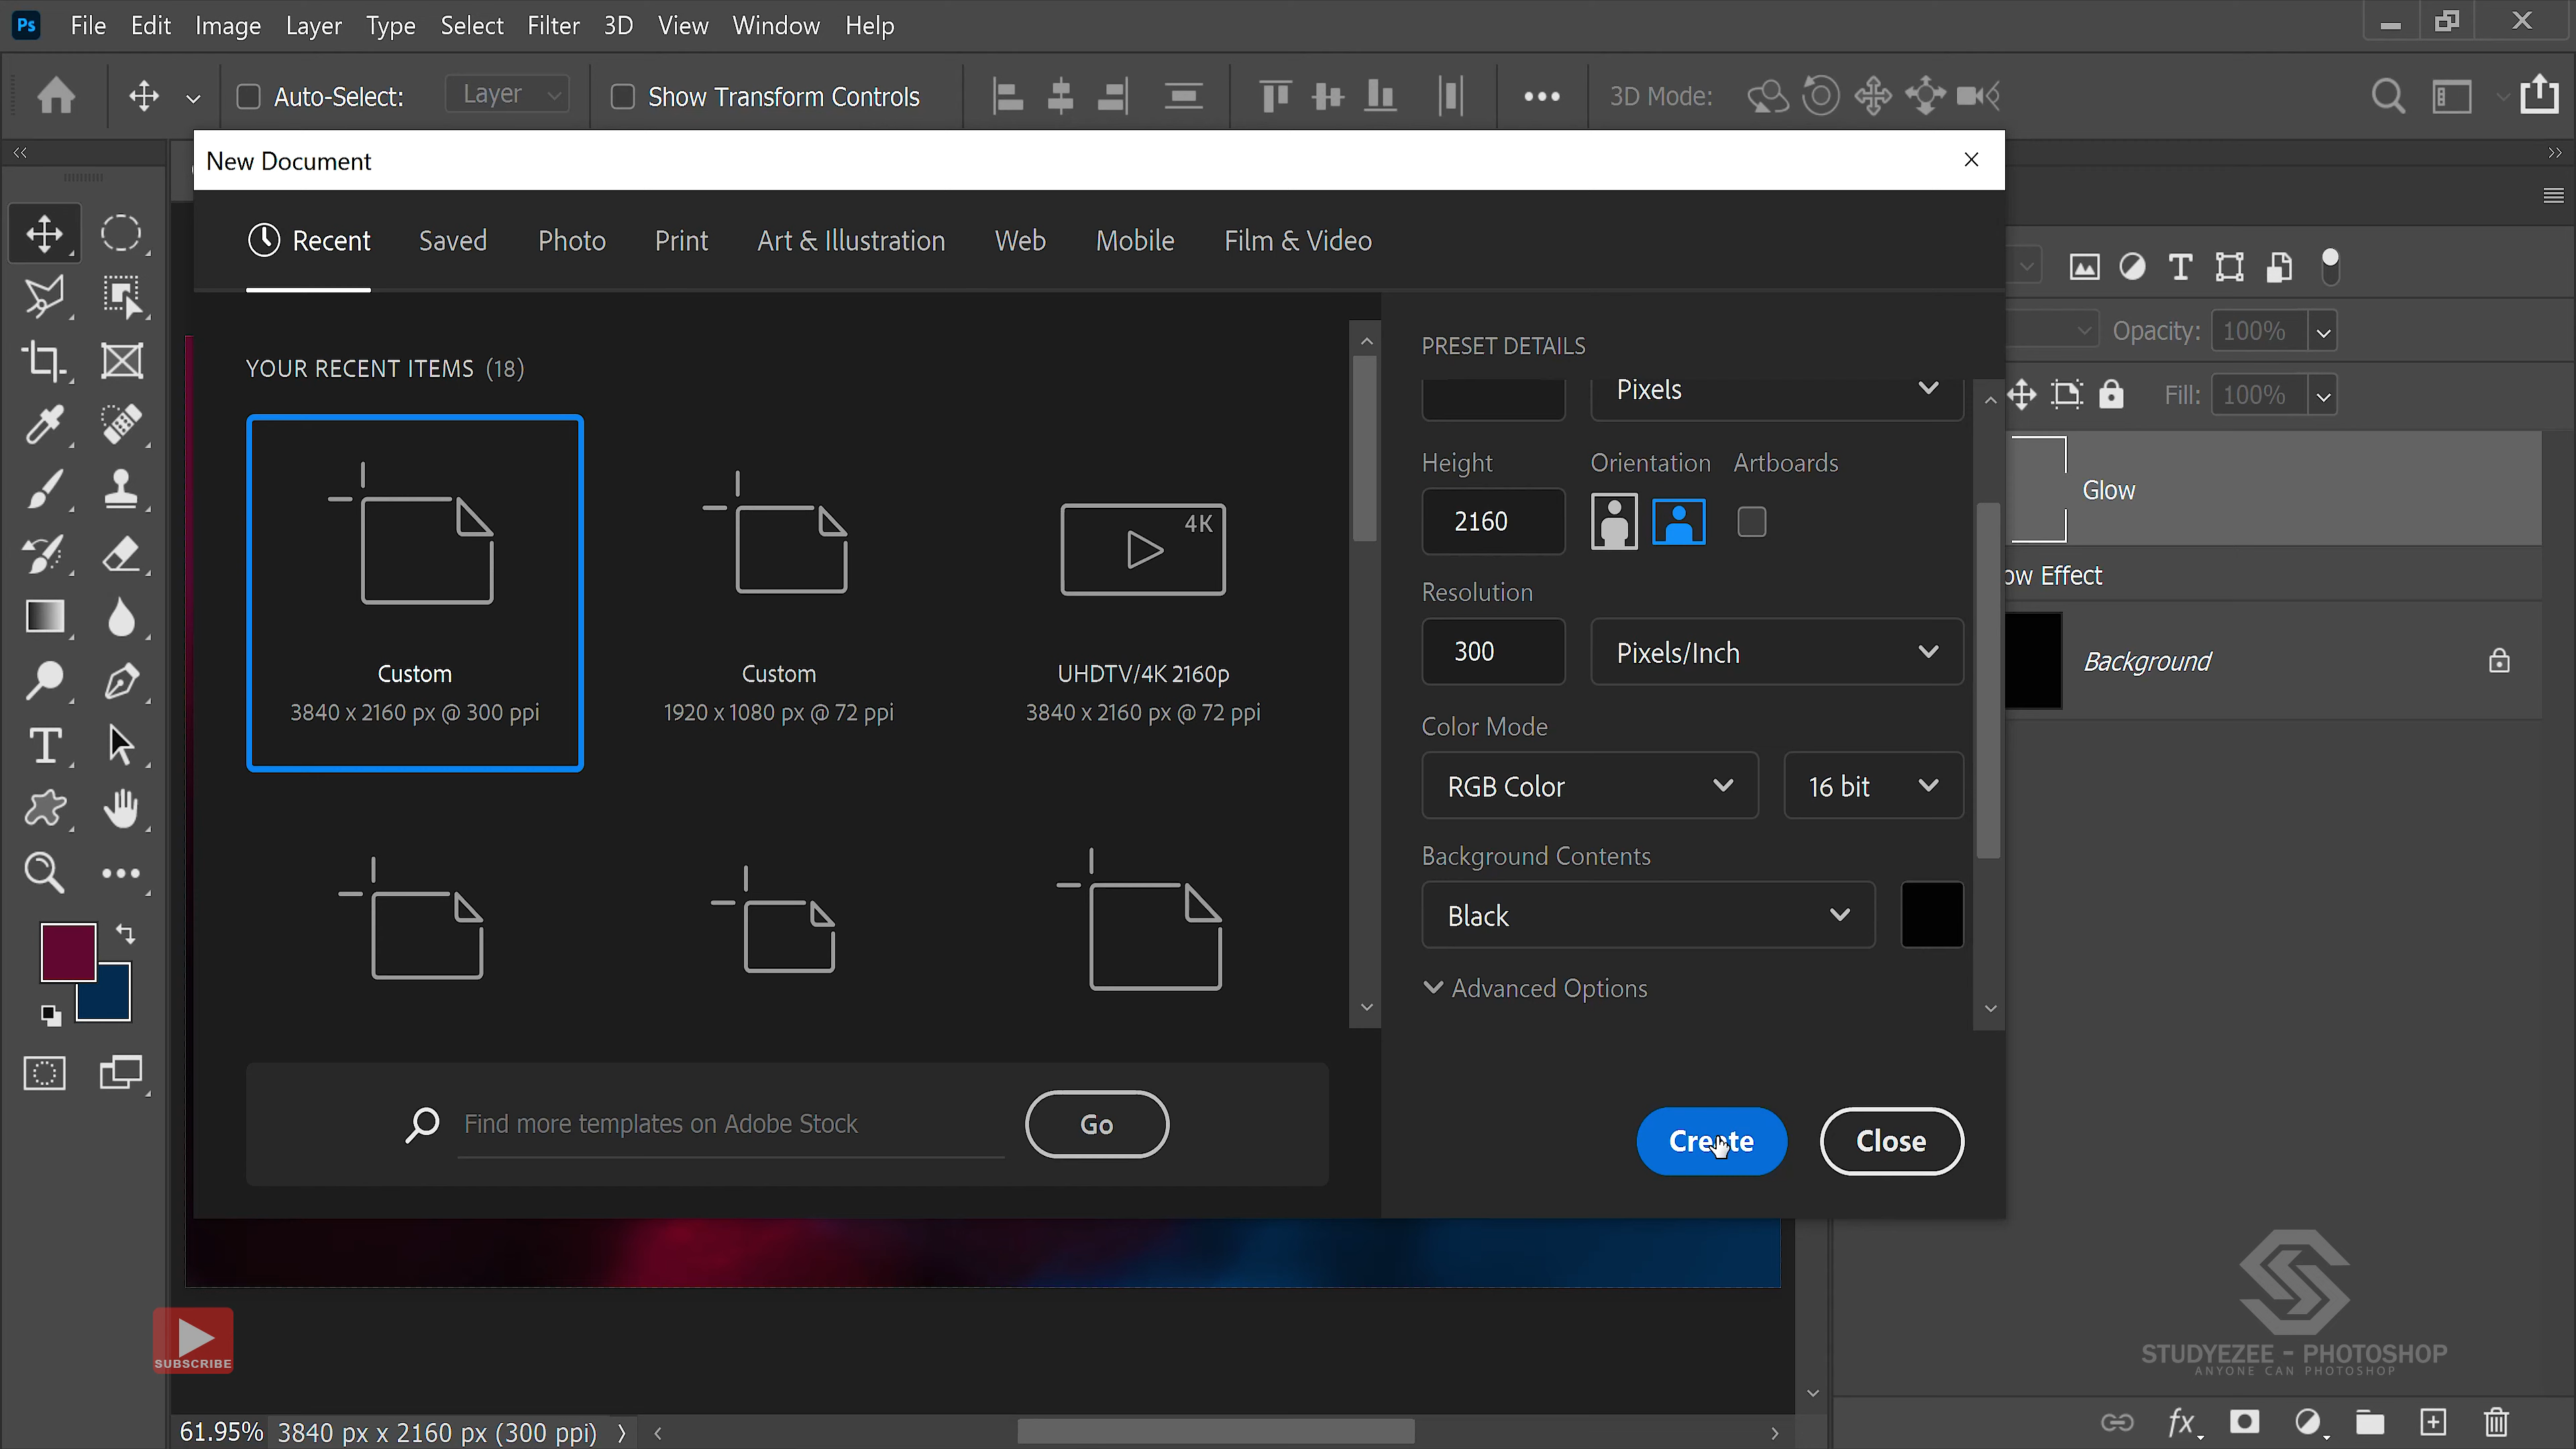 Ps File Edit Image Layer Type Select Filter 3D View Window Help
Auto-Select: Layer Show Transform Controls 3D Mode:
New Document
Recent Saved Photo Print Art & Illustration Web Mobile Film & Video
YOUR RECENT ITEMS (18)
Custom
3840 x 2160 px @ 300 ppi
Custom
1920 x 1080 px @ 72 ppi
4K
UHDTV/4K 2160p
3840 x 2160 px @ 72 ppi
Find more templates on Adobe Stock
Go
PRESET DETAILS
Pixels
Height Orientation Artboards
2160
Resolution
300 Pixels/Inch
Color Mode
RGB Color 16 bit
Background Contents
Black
Advanced Options
Create Close
Opacity: 100%
Fill: 100%
Glow
ow Effect
Background
SUBSCRIBE
STUDYEZEE - PHOTOSHOP
ANYONE CAN PHOTOSHOP
61.95% 3840 px x 2160 px (300 ppi)
fx